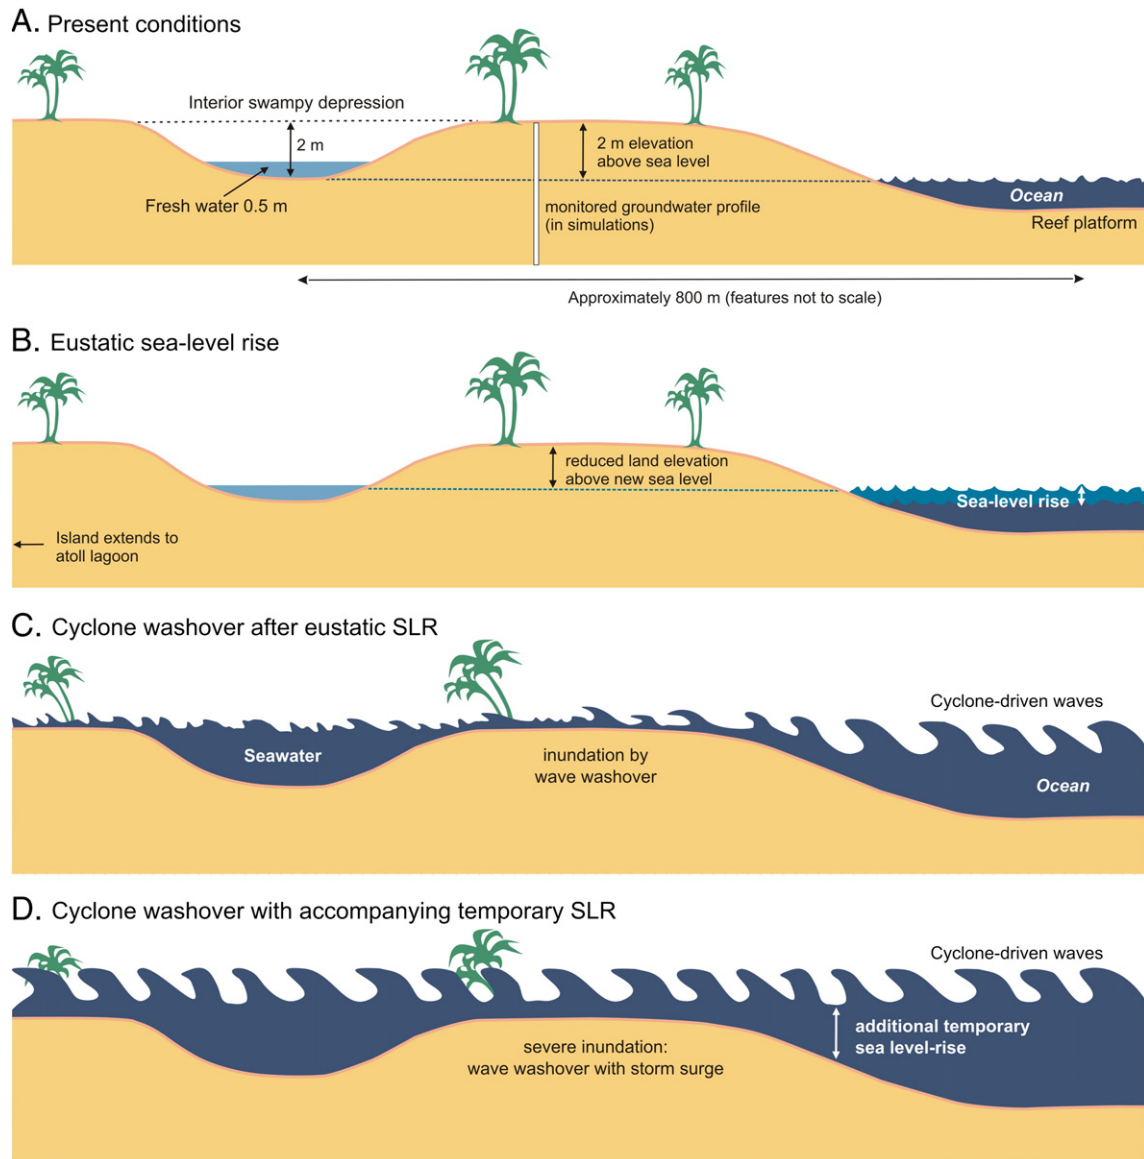 A. Present conditions
Interior swampy depression
2 m
2 m elevation
above sea level
Fresh water 0.5 m
monitored groundwater profile
(in simulations)
Ocean
Reef platform
Approximately 800 m (features not to scale)
B. Eustatic sea-level rise
reduced land elevation
above new sea level
Sea-level rise
Island extends to
atoll lagoon
C. Cyclone washover after eustatic SLR
Cyclone-driven waves
Seawater
inundation by
wave washover
Ocean
D. Cyclone washover with accompanying temporary SLR
Cyclone-driven waves
additional temporary
sea level-rise
severe inundation:
wave washover with storm surge